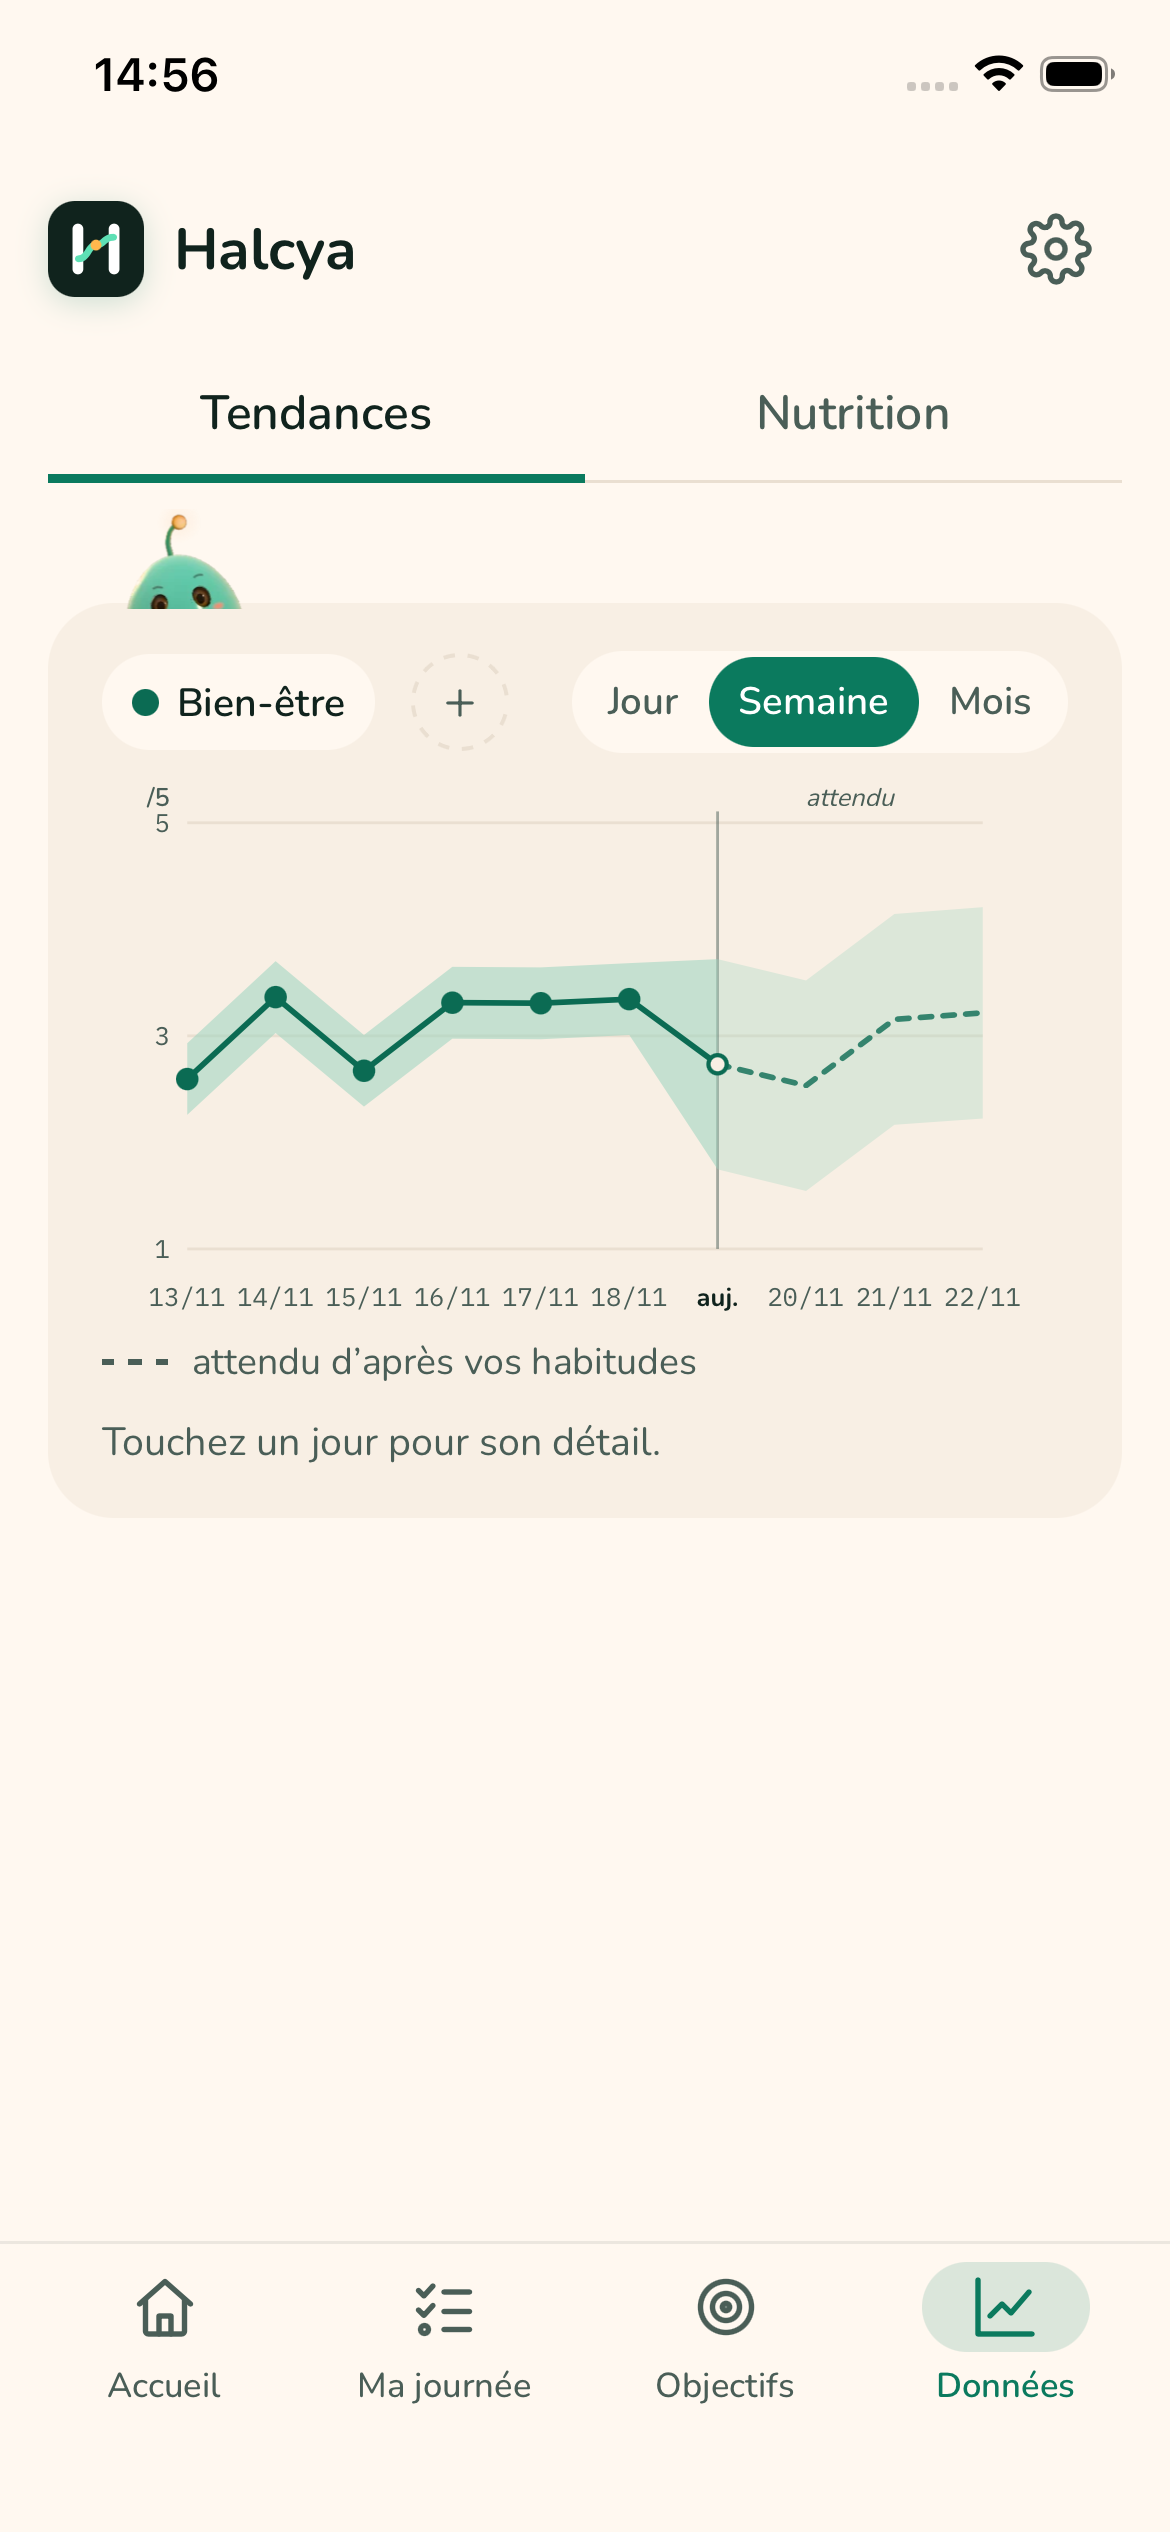 14:56
Halcya
Tendances Nutrition
Bien-être + Jour Semaine Mois
/5 attendu
5
3
1
13/11 14/11 15/11 16/11 17/11 18/11 auj. 20/11 21/11 22/11
attendu d’après vos habitudes
Touchez un jour pour son détail.
Accueil Ma journée Objectifs Données